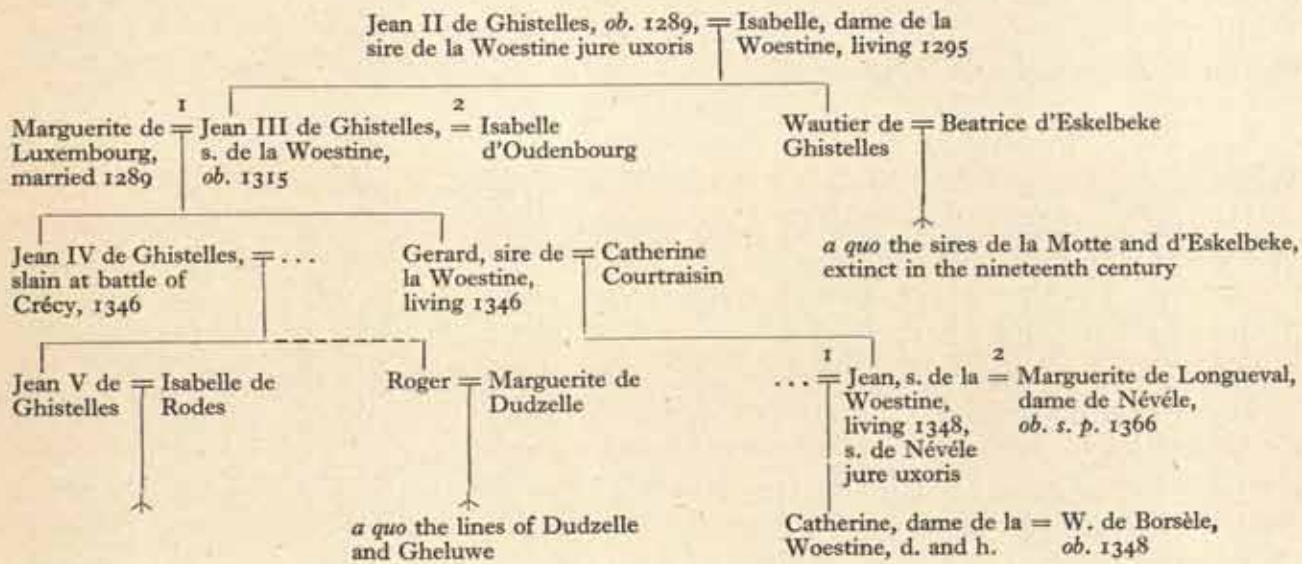 Jean II de Ghistelles, ob. 1289, = Isabelle, dame de la
sire de la Woestine jure uxoris Woestine, living 1295
1
Marguerite de = Jean III de Ghistelles, = Isabelle
2
Luxembourg, s. de la Woestine, d'Oudenbourg
married 1289 ob. 1315
Wautier de = Beatrice d'Eskelbeke
Ghistelles
Jean IV de Ghistelles, = ...
slain at battle of
Crécy, 1346
Gerard, sire de = Catherine
la Woestine, Courtraisin
living 1346
a quo the sires de la Motte and d'Eskelbeke,
extinct in the nineteenth century
Jean V de = Isabelle de
Ghistelles Rodes
Roger = Marguerite de
Dudzelle
1 2
... = Jean, s. de la = Marguerite de Longueval,
Woestine, dame de Névéle,
living 1348, ob. s. p. 1366
s. de Névéle
jure uxoris
a quo the lines of Dudzelle
and Gheluwe
Catherine, dame de la = W. de Borsèle,
Woestine, d. and h. ob. 1348